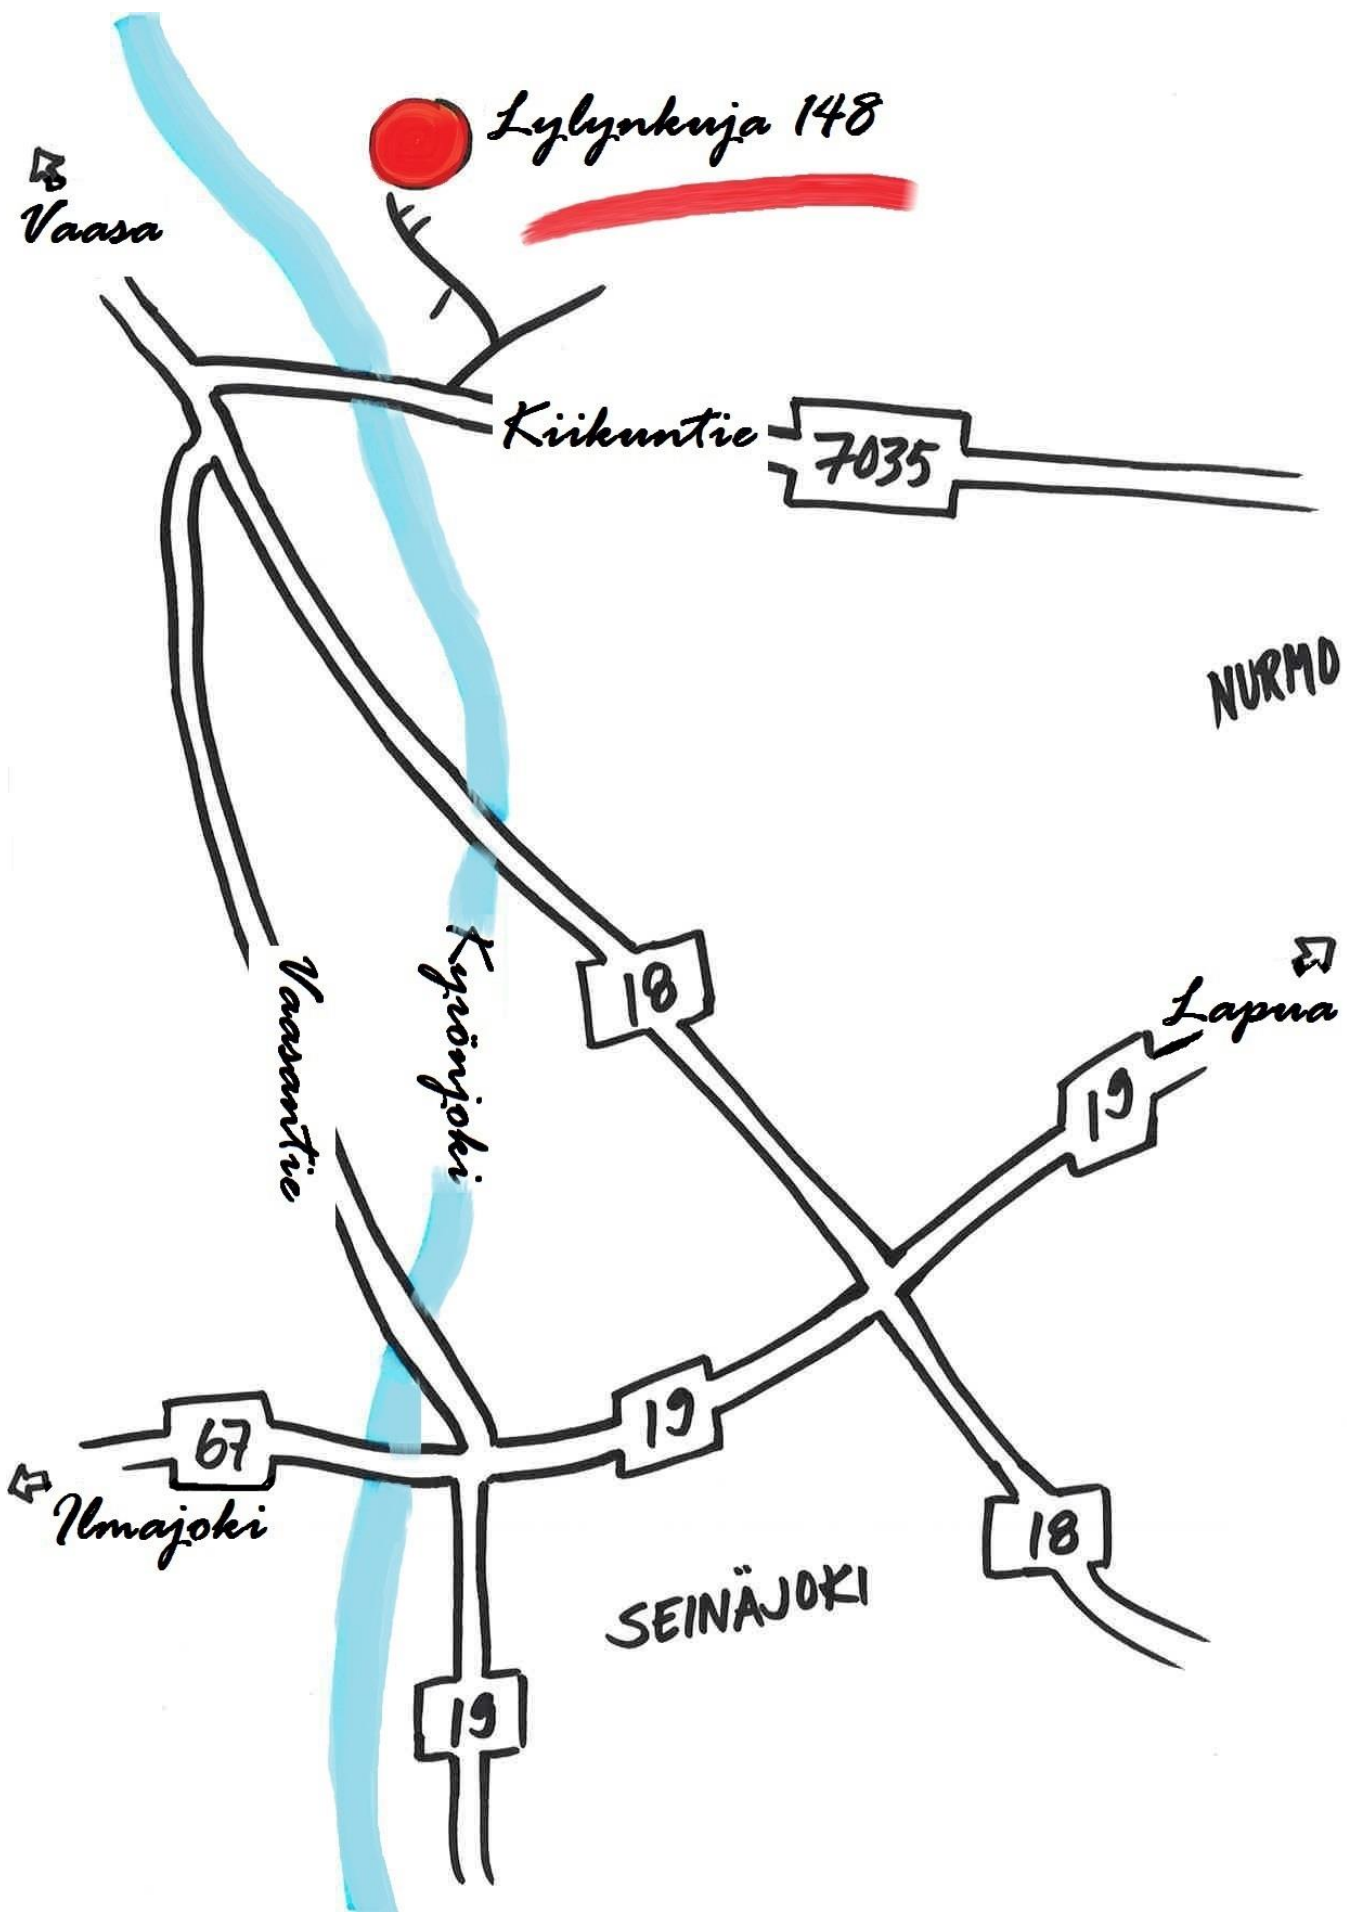 Lylynkuja 148
Vaasa
Kiikuntie
7035
NURMO
18
Kyrönjoki
Vaasantie
Lapua
19
19
67
Ilmajoki
18
SEINÄJOKI
19